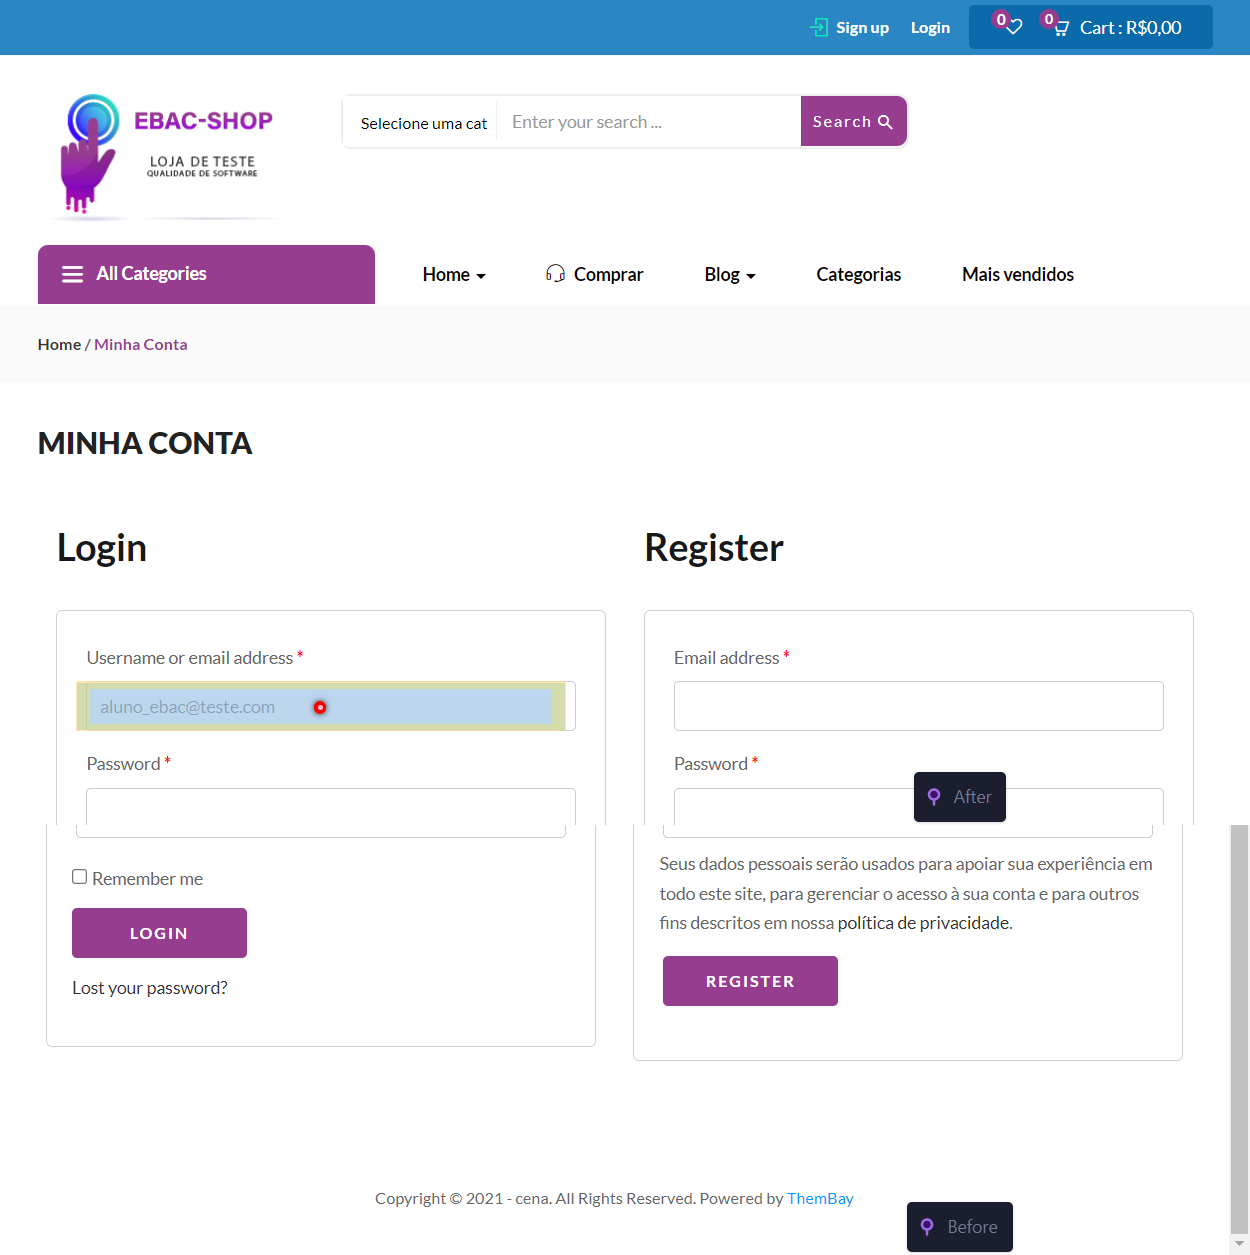 Sign up Login 0 0 Cart : R$0,00
EBAC-SHOP
LOJA DE TESTE
QUALIDADE DE SOFTWARE
Selecione uma cat Enter your search ... Search
All Categories Home Comprar Blog Categorias Mais vendidos
Home / Minha Conta
MINHA CONTA
Login
Username or email address *
aluno_ebac@teste.com
Password *
Remember me
LOGIN
Lost your password?
Register
Email address *
Password *
After
Seus dados pessoais serão usados para apoiar sua experiência em
todo este site, para gerenciar o acesso à sua conta e para outros
fins descritos em nossa política de privacidade.
REGISTER
Copyright © 2021 - cena. All Rights Reserved. Powered by ThemBay
Before